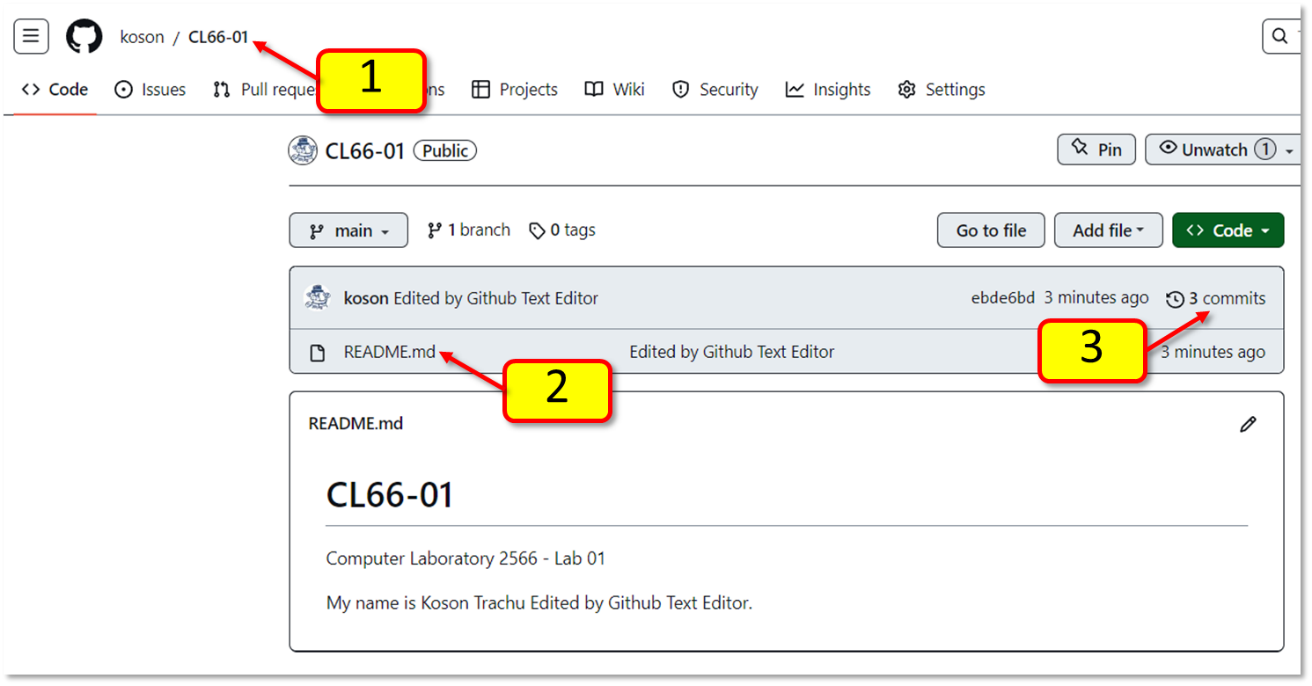 koson / CL66-01
1
Code Issues Pull reque ns Projects Wiki Security Insights Settings
CL66-01 Public Pin Unwatch 1
main 1 branch 0 tags Go to file Add file Code
koson Edited by Github Text Editor ebde6bd 3 minutes ago 3 commits
3
README.md Edited by Github Text Editor 3 minutes ago
2
README.md
CL66-01
Computer Laboratory 2566 - Lab 01
My name is Koson Trachu Edited by Github Text Editor.